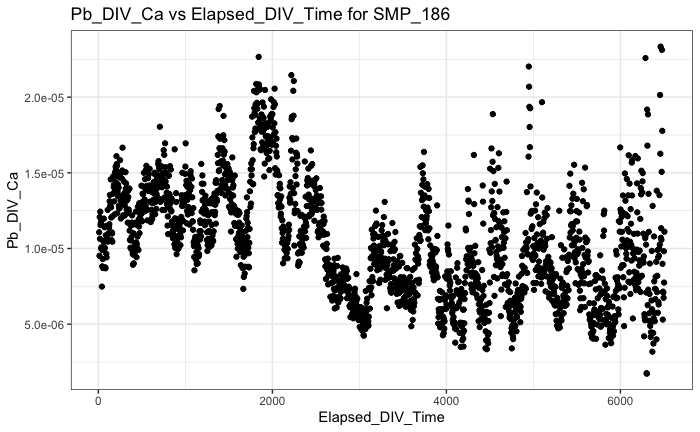 Pb_DIV_Ca vs Elapsed_DIV_Time for SMP_186
2.0e-05
1.5e-05
1.0e-05
5.0e-06
Pb_DIV_Ca
0 2000 4000 6000
Elapsed_DIV_Time